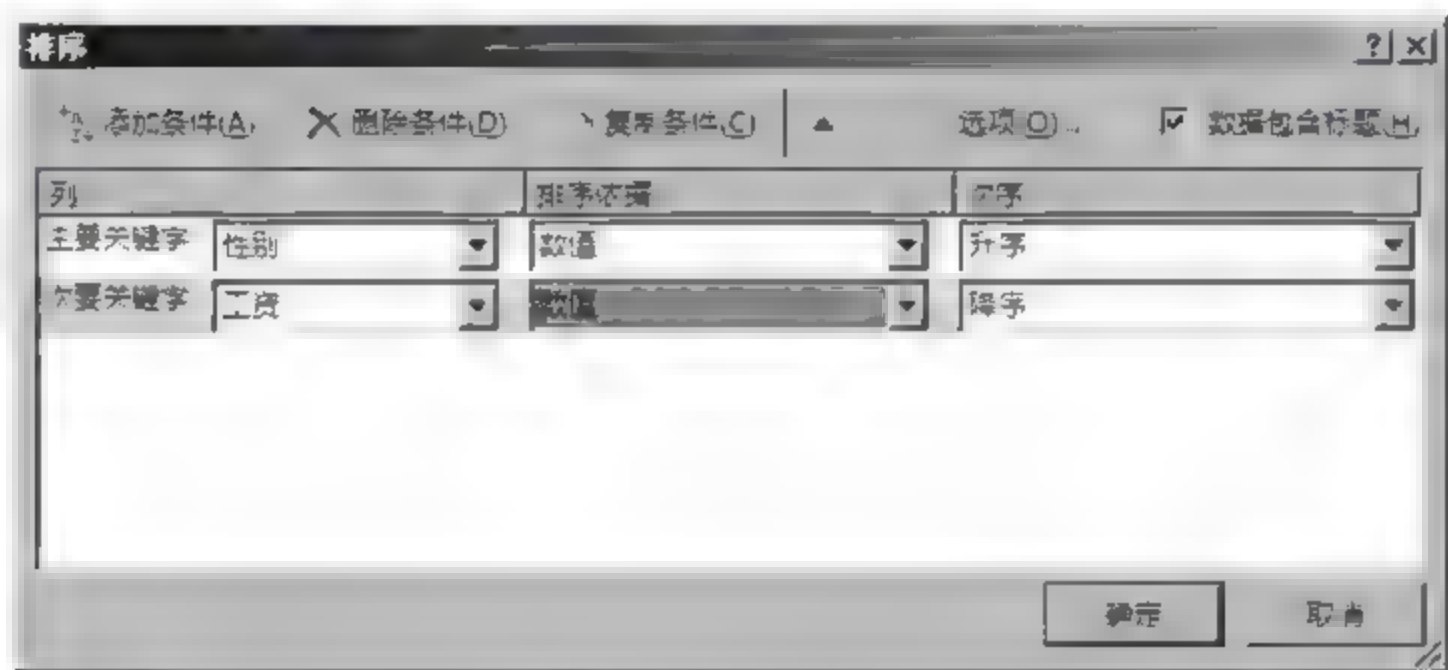 排序
添加条件(A) 删除条件(D) 复制条件(C) 选项(O)... 数据包含标题(H)
列 排序依据 次序
主要关键字 性别 数值 升序
次要关键字 工资 数值 降序
确定 取消